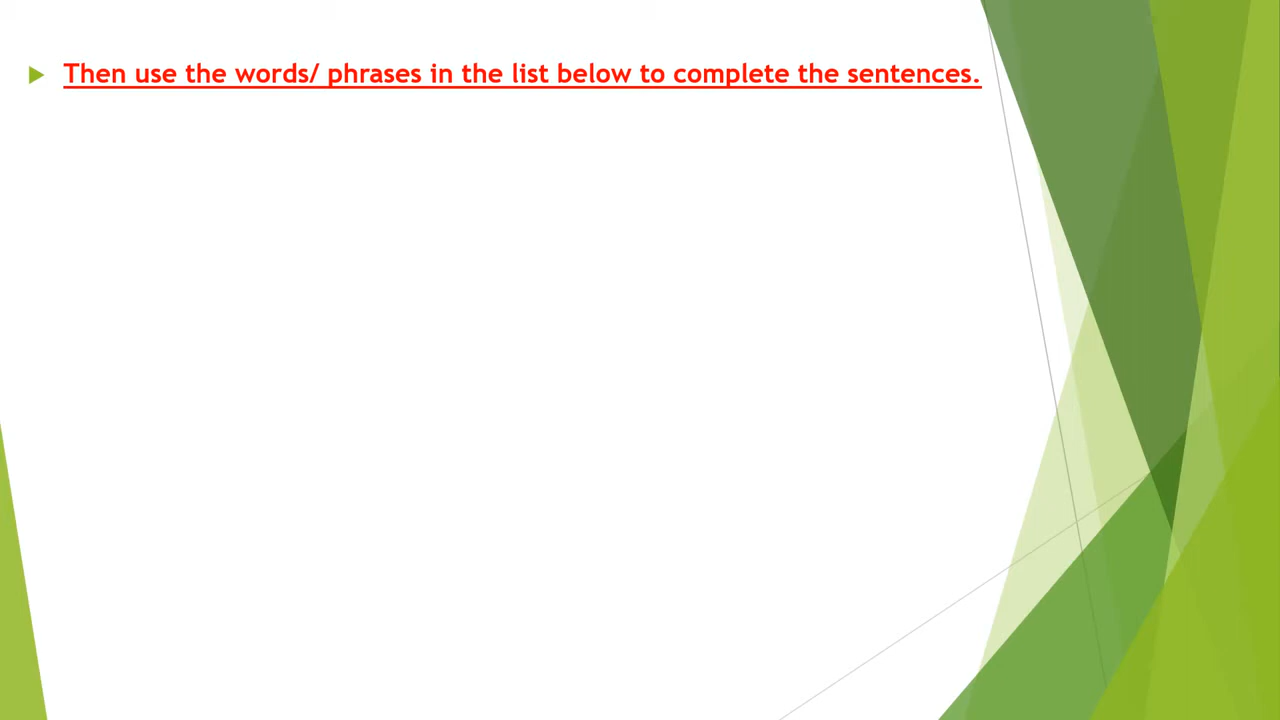 Then use the words/ phrases in the list below to complete the sentences.